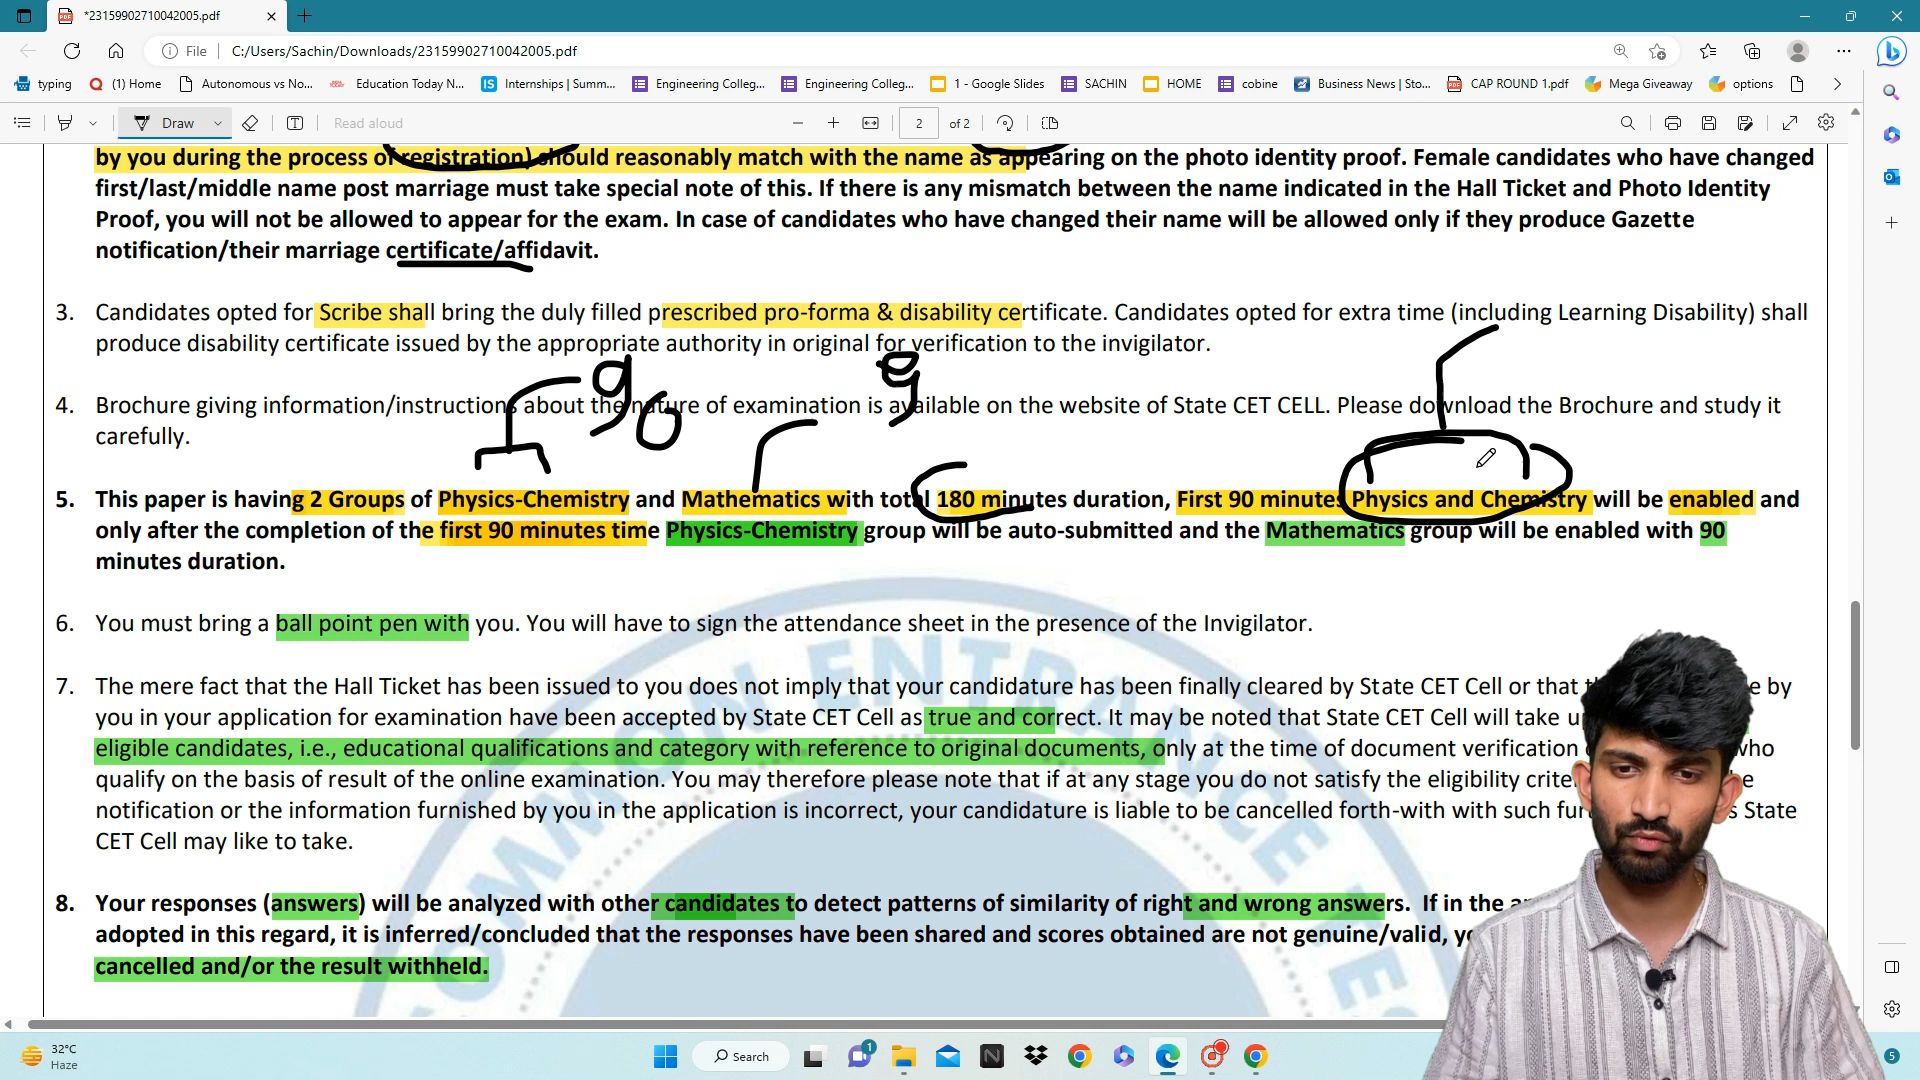 *23159902710042005.pdf
File
C:/Users/Sachin/Downloads/23159902710042005.pdf
typing
(1) Home
Autonomous vs No...
Education Today N...
Internships | Summ...
Engineering Colleg...
Engineering Colleg...
1 - Google Slides
SACHIN
HOME
cobine
Business News | Sto...
CAP ROUND 1.pdf
Mega Giveaway
options
Draw
Read aloud
2
of 2
by you during the process of registration) should reasonably match with the name as appearing on the photo identity proof. Female candidates who have changed
first/last/middle name post marriage must take special note of this. If there is any mismatch between the name indicated in the Hall Ticket and Photo Identity
Proof, you will not be allowed to appear for the exam. In case of candidates who have changed their name will be allowed only if they produce Gazette
notification/their marriage certificate/affidavit.
3. Candidates opted for Scribe shall bring the duly filled prescribed pro-forma & disability certificate. Candidates opted for extra time (including Learning Disability) shall
produce disability certificate issued by the appropriate authority in original for verification to the invigilator.
90
4. Brochure giving information/instructions about the nature of examination is available on the website of State CET CELL. Please download the Brochure and study it
carefully.
5. This paper is having 2 Groups of Physics-Chemistry and Mathematics with total 180 minutes duration, First 90 minutes Physics and Chemistry will be enabled and
only after the completion of the first 90 minutes time Physics-Chemistry group will be auto-submitted and the Mathematics group will be enabled with 90
minutes duration.
6. You must bring a ball point pen with you. You will have to sign the attendance sheet in the presence of the Invigilator.
7. The mere fact that the Hall Ticket has been issued to you does not imply that your candidature has been finally cleared by State CET Cell or that by
you in your application for examination have been accepted by State CET Cell as true and correct. It may be noted that State CET Cell will take
eligible candidates, i.e., educational qualifications and category with reference to original documents, only at the time of document verification who
qualify on the basis of result of the online examination. You may therefore please note that if at any stage you do not satisfy the eligibility
notification or the information furnished by you in the application is incorrect, your candidature is liable to be cancelled forth-with with such State
CET Cell may like to take.
8. Your responses (answers) will be analyzed with other candidates to detect patterns of similarity of right and wrong answers. If in the
adopted in this regard, it is inferred/concluded that the responses have been shared and scores obtained are not genuine/valid,
cancelled and/or the result withheld.
COMMON ENTRANCE TES
32°C
Haze
Search
1
5